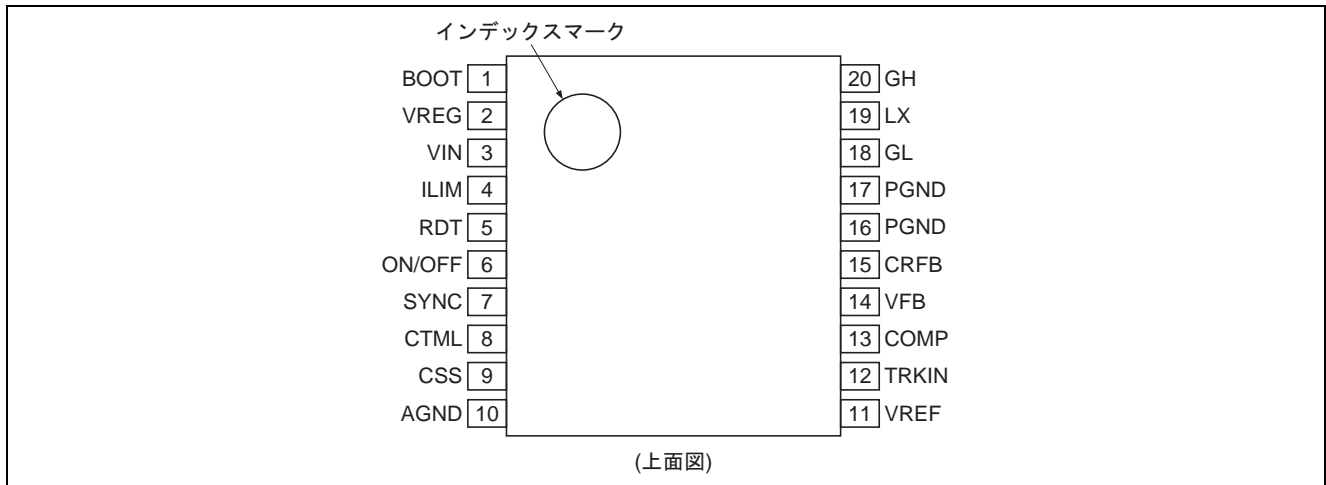 インデックスマーク
BOOT 1
VREG 2
VIN 3
ILIM 4
RDT 5
ON/OFF 6
SYNC 7
CTML 8
CSS 9
AGND 10
20 GH
19 LX
18 GL
17 PGND
16 PGND
15 CRFB
14 VFB
13 COMP
12 TRKIN
11 VREF
(上面図)